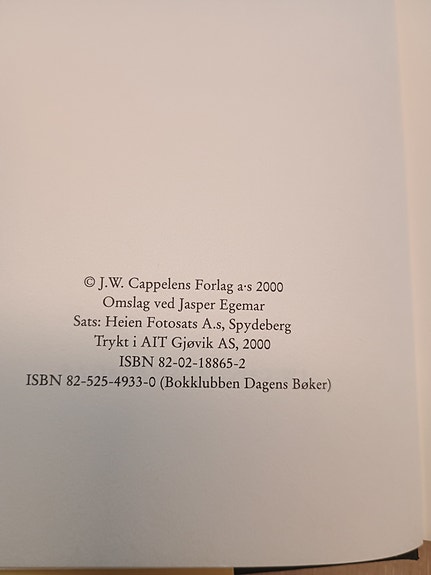 © J.W. Cappelens Forlag a·s 2000
Omslag ved Jasper Egemar
Sats: Heien Fotosats A.s, Spydeberg
Trykt i AIT Gjøvik AS, 2000
ISBN 82-02-18865-2
ISBN 82-525-4933-0 (Bokklubben Dagens Bøker)